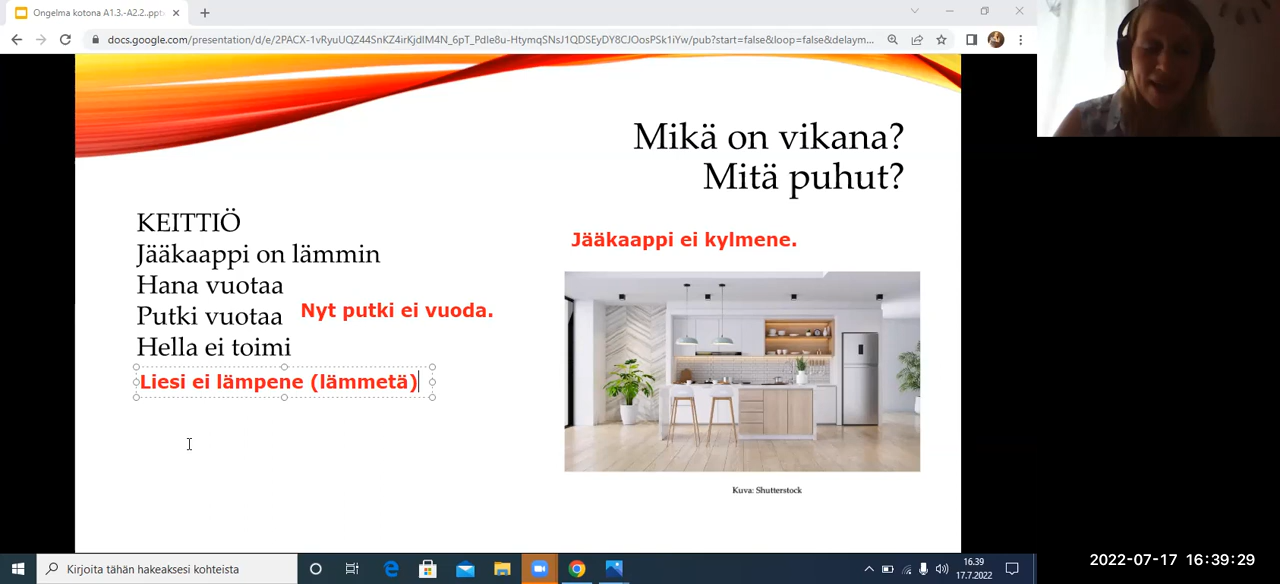 Ongelma kotona A1.3.-A2.2..ppt
docs.google.com/presentation/d/e/2PACX-1vRyuUQZ44SnKZ4irKjdIM4N_6pT_PdIe8u-HtymqSNsJ1QDSEyDY8CJOosPSk1iYw/pub?start=false&loop=false&delaym...
Mikä on vikana?
Mitä puhut?
KEITTIÖ
Jääkaappi on lämmin
Hana vuotaa
Putki vuotaa
Hella ei toimi
Liesi ei lämpene (lämmetä)
Nyt putki ei vuoda.
Jääkaappi ei kylmene.
Kuva: Shutterstock
Kirjoita tähän hakeaksesi kohteista
16.39
17.7.2022
2022-07-17 16:39:29